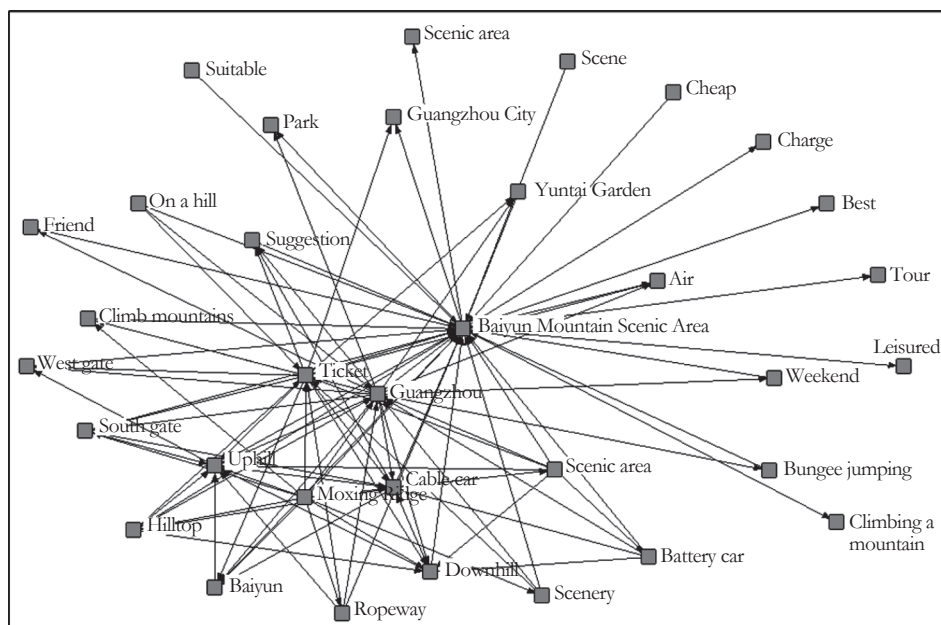 Scenic area
Scene
Suitable
Cheap
Park
Guangzhou City
Charge
Yuntai Garden
On a hill
Best
Friend
Suggestion
Air
Tour
Climb mountains
Baiyun Mountain Scenic Area
Leisured
West gate
Ticket
Weekend
Guangzhou
South gate
Uphill
Scenic area
Bungee jumping
Cable car
Moxing Ridge
Hilltop
Climbing a
mountain
Battery car
Downhill
Baiyun
Scenery
Ropeway